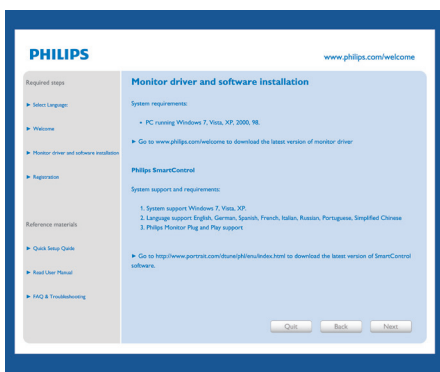 PHILIPS
www.philips.com/welcome
Required steps
► Select Language
► Welcome
► Monitor driver and software installation
► Registration
Reference materials
► Quick Setup Quide
► Read User Manual
► FAQ & Troubleshooting
Monitor driver and software installation
System requirements:
• PC running Windows 7, Vista, XP, 2000, 98.
► Go to www.philips.com/welcome to download the latest version of monitor driver
Philips SmartControl
System support and requirements:
1. System support Windows 7, Vista, XP.
2. Language support English, German, Spanish, French, Italian, Russian, Portuguese, Simplified Chinese
3. Philips Monitor Plug and Play support
► Go to http://www.portrait.com/dtune/phl/enu/index.html to download the latest version of SmartControl
software.
Quit
Back
Next